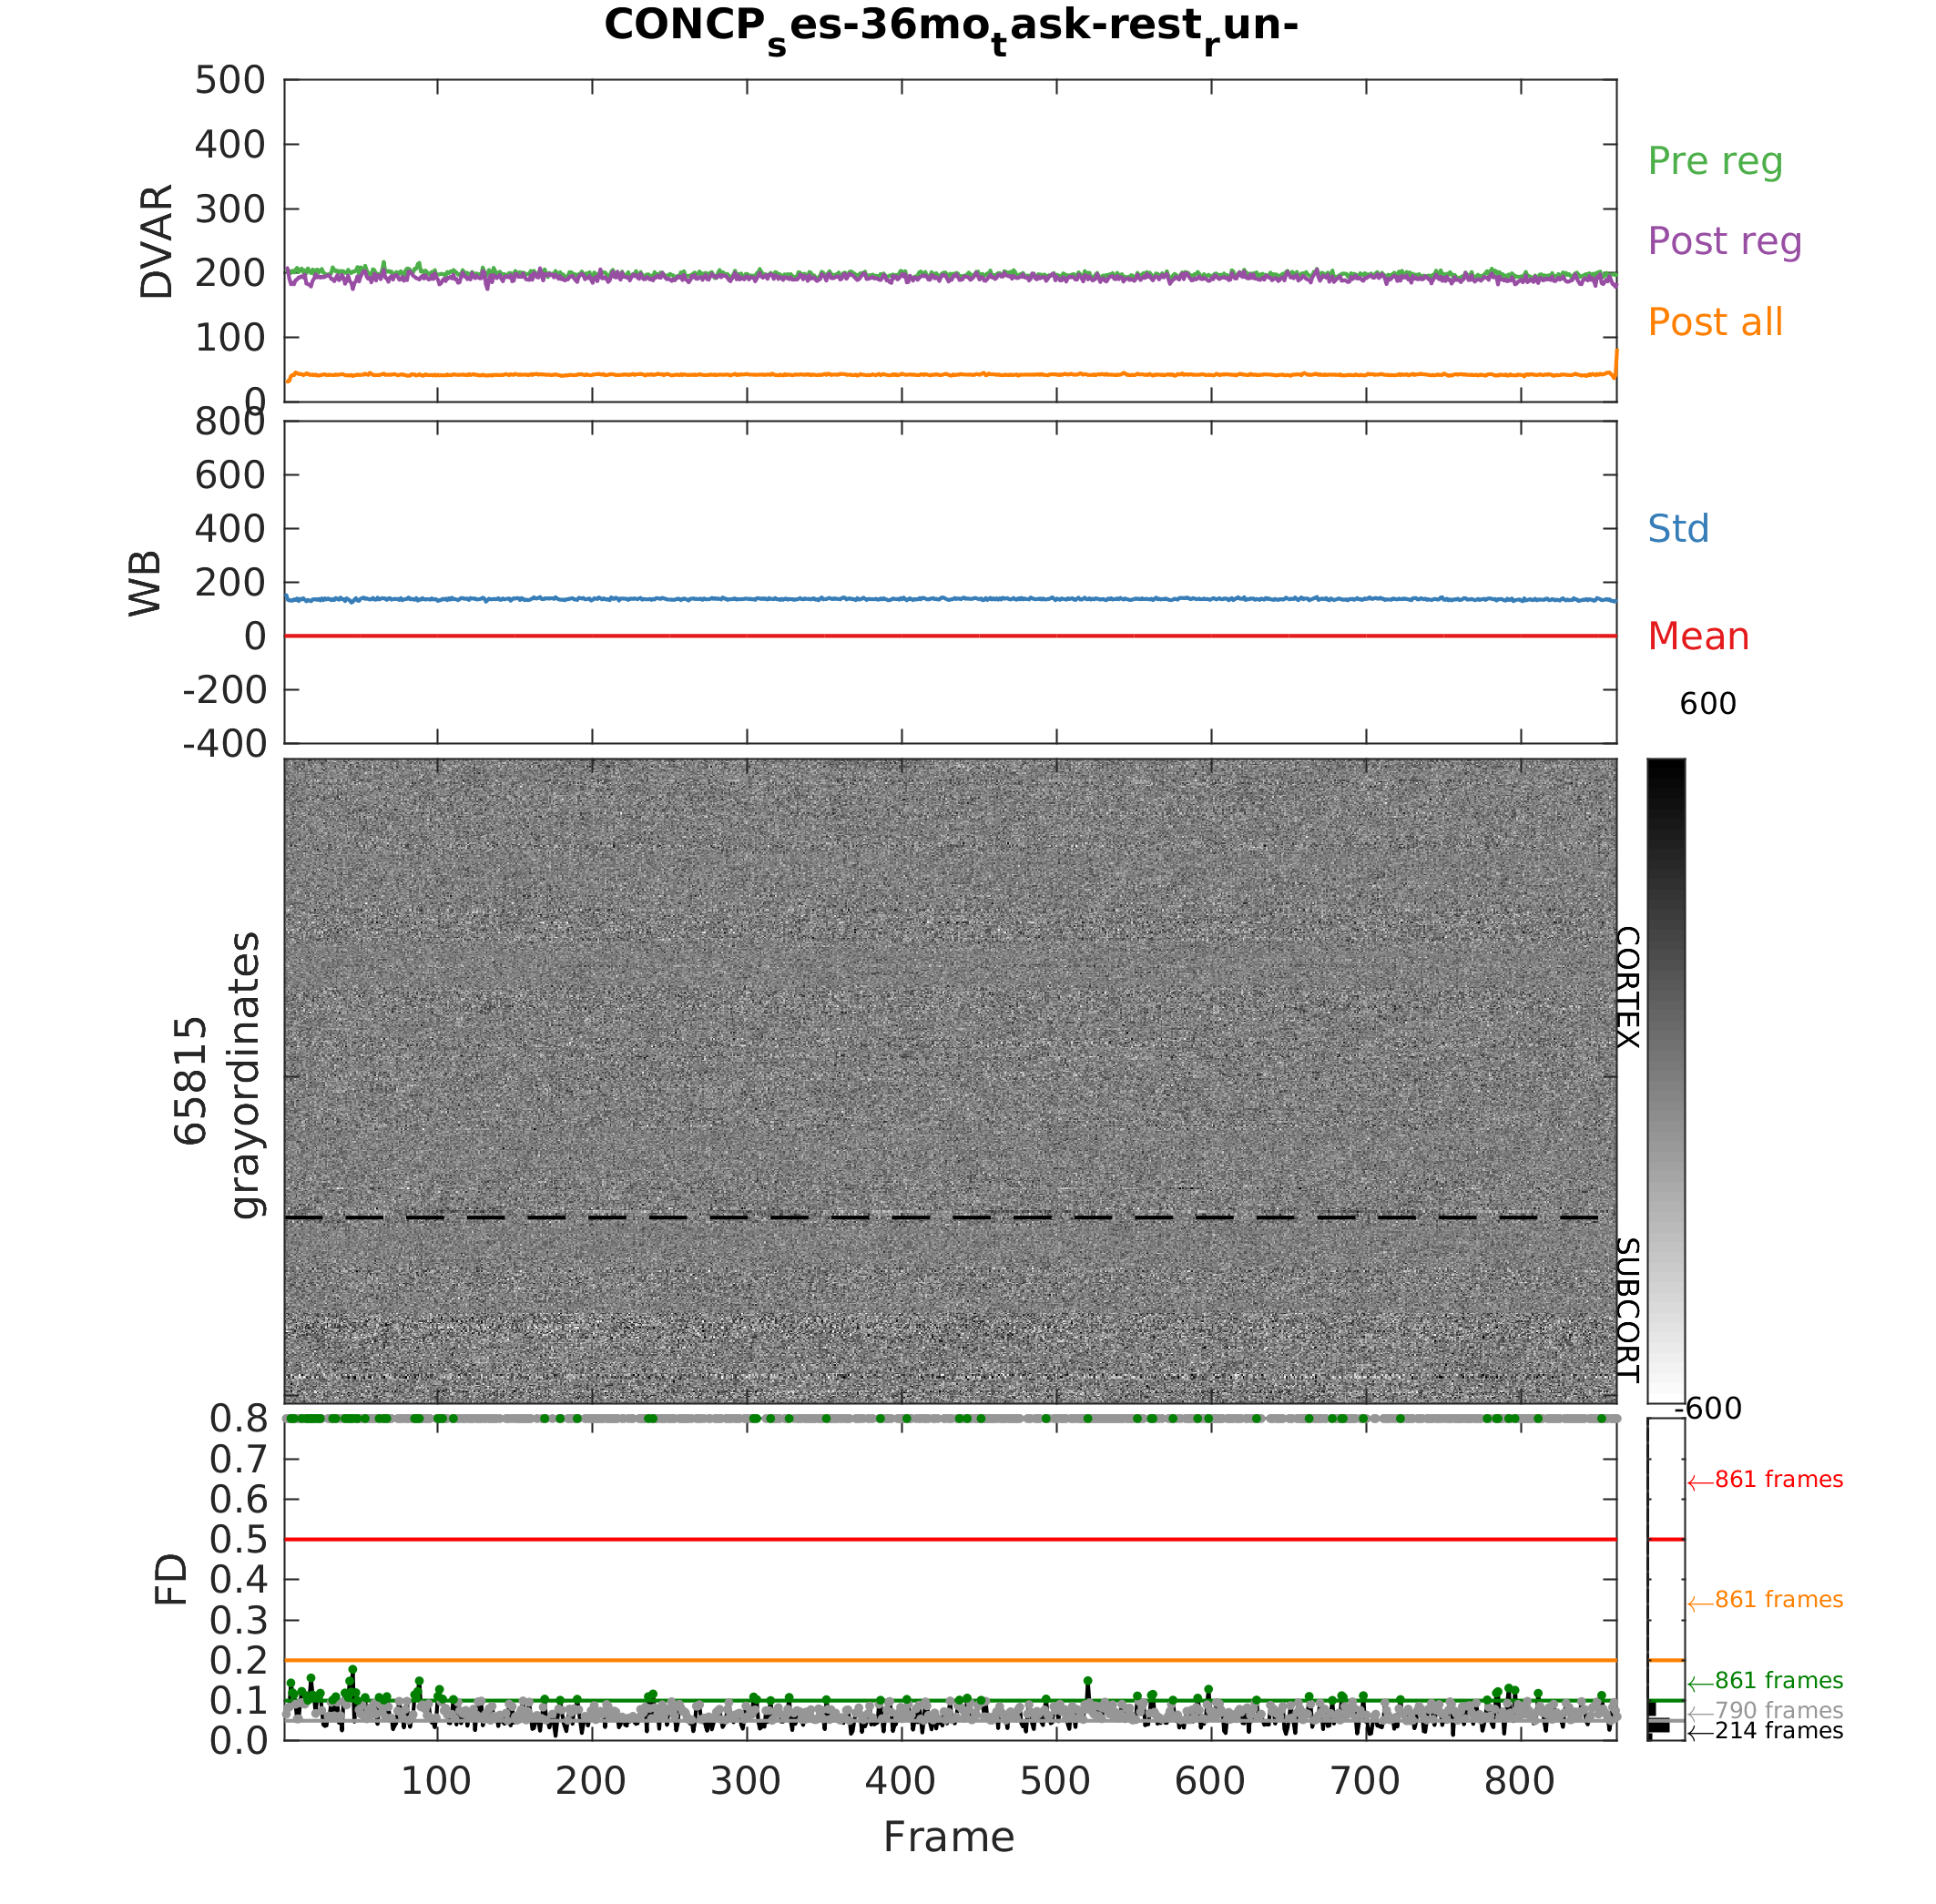 CONCPses-36motask-restrun-
500
400
300
200
100
0
DVAR
Pre reg
Post reg
Post all
800
600
400
200
0
-200
-400
WB
Std
Mean
600
65815
grayordinates
CORTEX
SUBCORT
-600
0.8
0.7
0.6
0.5
0.4
0.3
0.2
0.1
0.0
FD
←861 frames
←861 frames
←861 frames
←790 frames
←214 frames
100 200 300 400 500 600 700 800
Frame